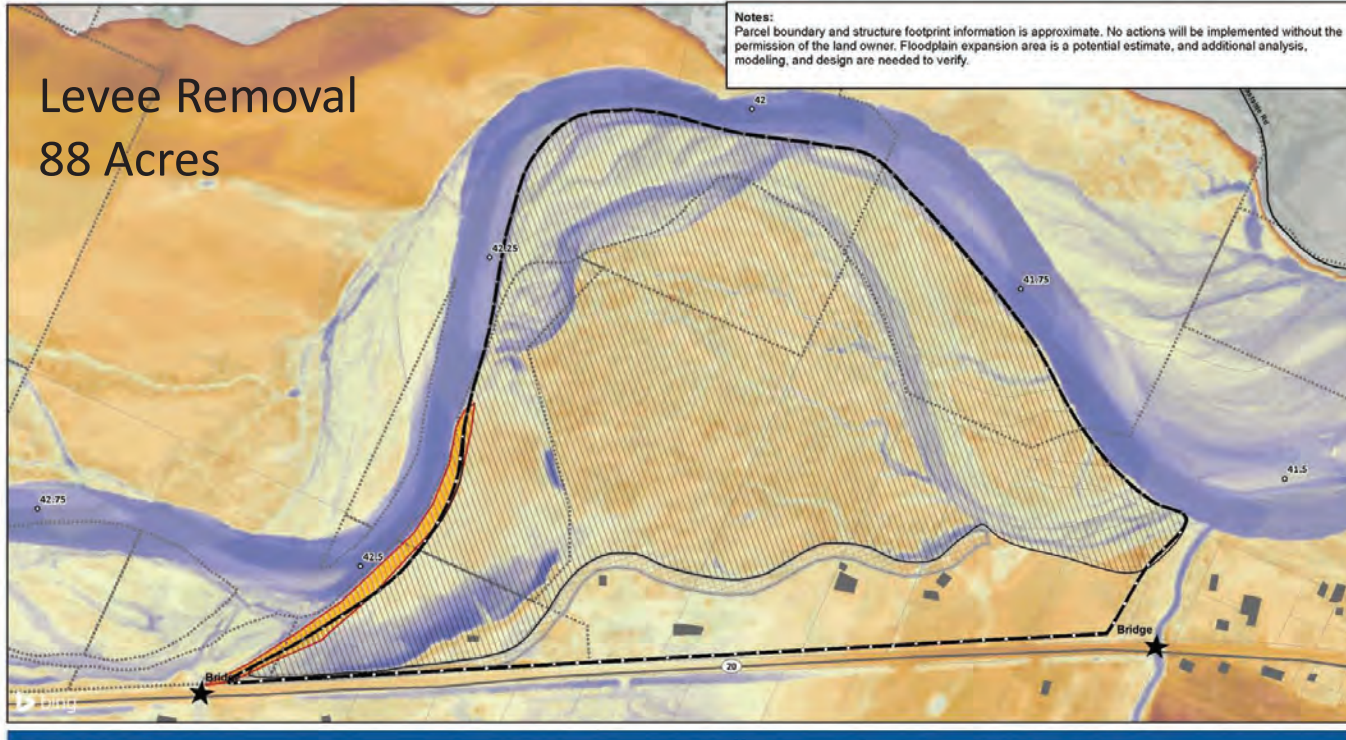 Notes:
Parcel boundary and structure footprint information is approximate. No actions will be implemented without the
permission of the land owner. Floodplain expansion area is a potential estimate, and additional analysis,
modeling, and design are needed to verify.
Levee Removal
88 Acres
42
42.25
41.75
41.5
42.75
42.5
Bridge
20
Bridge
bing